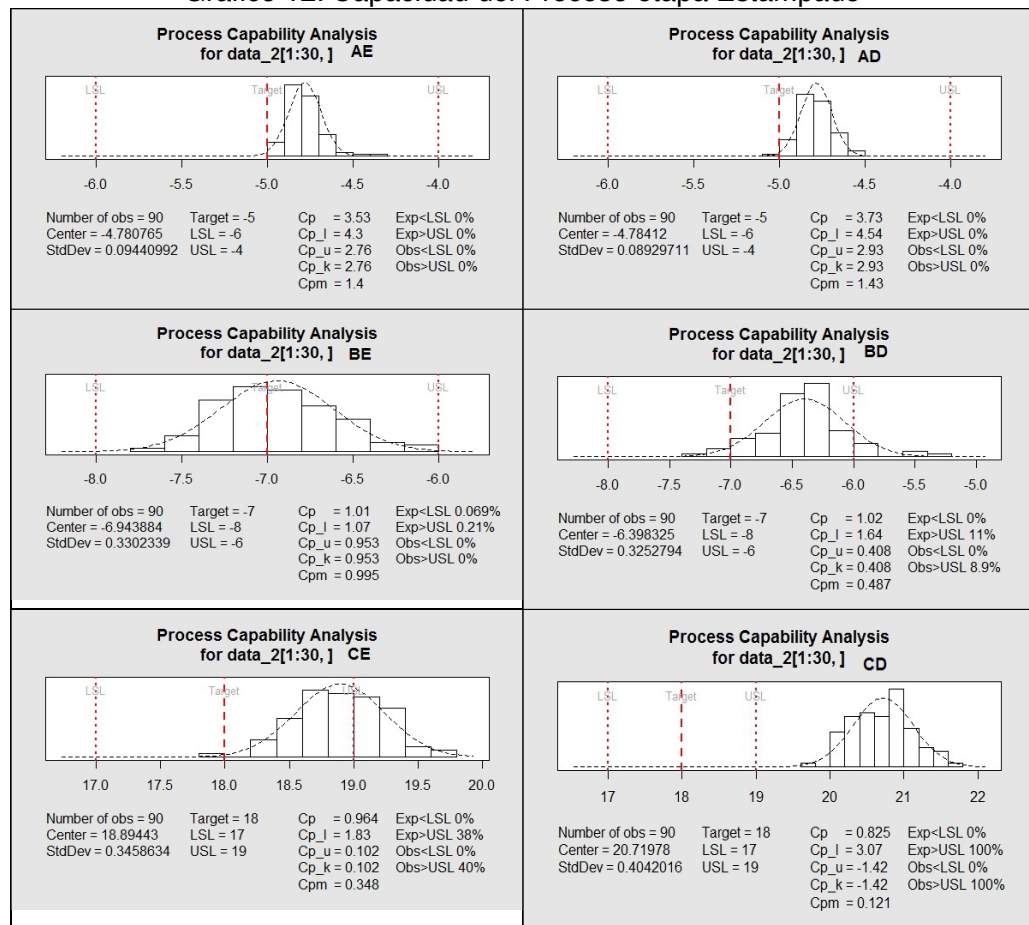 Gráfico 12. Capacidad del Proceso etapa Estampado
Process Capability Analysis
for data_2[1:30, ] AE
LSL Target USL
-6.0 -5.5 -5.0 -4.5 -4.0
Number of obs = 90 Target = -5 Cp = 3.53 Exp<LSL 0%
Center = -4.780765 LSL = -6 Cp_l = 4.3 Exp>USL 0%
StdDev = 0.09440992 USL = -4 Cp_u = 2.76 Obs<LSL 0%
Cp_k = 2.76 Obs>USL 0%
Cpm = 1.4
Process Capability Analysis
for data_2[1:30, ] AD
LSL Target USL
-6.0 -5.5 -5.0 -4.5 -4.0
Number of obs = 90 Target = -5 Cp = 3.73 Exp<LSL 0%
Center = -4.78412 LSL = -6 Cp_l = 4.54 Exp>USL 0%
StdDev = 0.08929711 USL = -4 Cp_u = 2.93 Obs<LSL 0%
Cp_k = 2.93 Obs>USL 0%
Cpm = 1.43
Process Capability Analysis
for data_2[1:30, ] BE
LSL Target USL
-8.0 -7.5 -7.0 -6.5 -6.0
Number of obs = 90 Target = -7 Cp = 1.01 Exp<LSL 0.069%
Center = -6.943884 LSL = -8 Cp_l = 1.07 Exp>USL 0.21%
StdDev = 0.3302339 USL = -6 Cp_u = 0.953 Obs<LSL 0%
Cp_k = 0.953 Obs>USL 0%
Cpm = 0.995
Process Capability Analysis
for data_2[1:30, ] BD
LSL Target USL
-8.0 -7.5 -7.0 -6.5 -6.0 -5.5 -5.0
Number of obs = 90 Target = -7 Cp = 1.02 Exp<LSL 0%
Center = -6.398325 LSL = -8 Cp_l = 1.64 Exp>USL 11%
StdDev = 0.3252794 USL = -6 Cp_u = 0.408 Obs<LSL 0%
Cp_k = 0.408 Obs>USL 8.9%
Cpm = 0.487
Process Capability Analysis
for data_2[1:30, ] CE
LSL Target USL
17.0 17.5 18.0 18.5 19.0 19.5 20.0
Number of obs = 90 Target = 18 Cp = 0.964 Exp<LSL 0%
Center = 18.89443 LSL = 17 Cp_l = 1.83 Exp>USL 38%
StdDev = 0.3458634 USL = 19 Cp_u = 0.102 Obs<LSL 0%
Cp_k = 0.102 Obs>USL 40%
Cpm = 0.348
Process Capability Analysis
for data_2[1:30, ] CD
LSL Target USL
17 18 19 20 21 22
Number of obs = 90 Target = 18 Cp = 0.825 Exp<LSL 0%
Center = 20.71978 LSL = 17 Cp_l = 3.07 Exp>USL 100%
StdDev = 0.4042016 USL = 19 Cp_u = -1.42 Obs<LSL 0%
Cp_k = -1.42 Obs>USL 100%
Cpm = 0.121